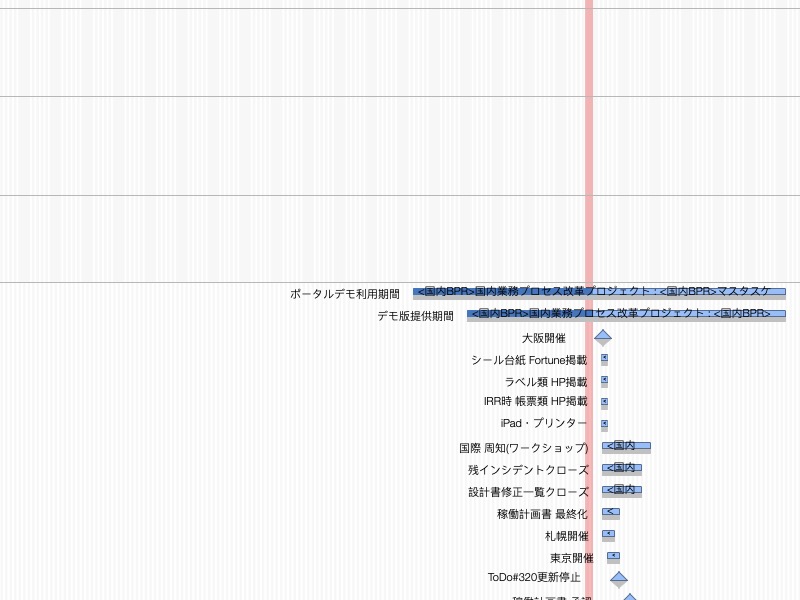 ポータルデモ利用期間 <国内BPR>国内業務プロセス改革プロジェクト : <国内BPR>マスタスケ
デモ版提供期間 <国内BPR>国内業務プロセス改革プロジェクト : <国内BPR>
大阪開催
シール台紙 Fortune掲載 <
ラベル類 HP掲載 <
IRR時 帳票類 HP掲載 <
iPad・プリンター <
国際 周知(ワークショップ) <国内
残インシデントクローズ <国内
設計書修正一覧クローズ <国内
稼働計画書 最終化 <
札幌開催 <
東京開催 <
ToDo#320更新停止